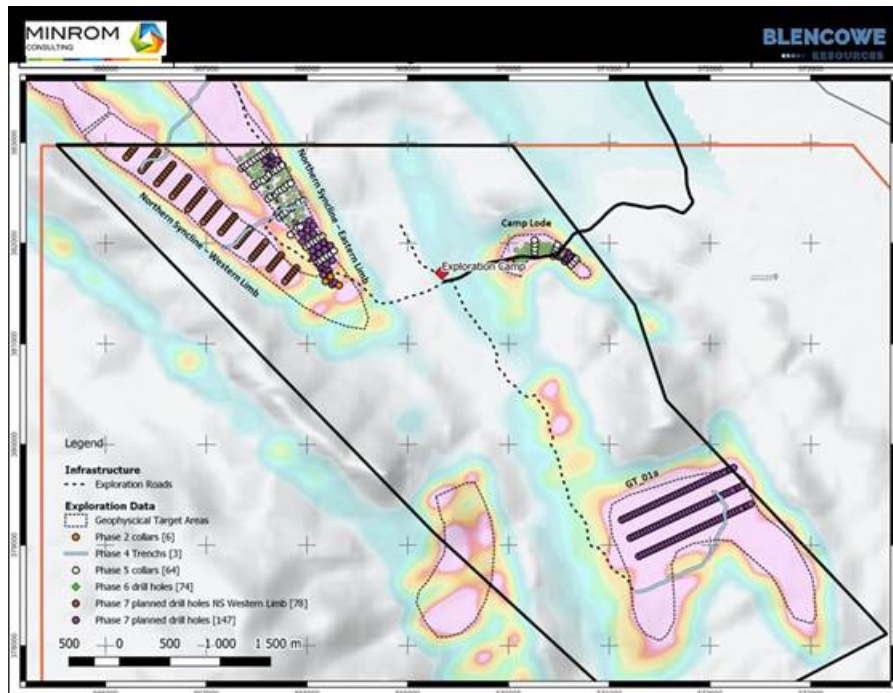 MINROM
CONSULTING
BLENCOWE
RESOURCES
Northern Syncline - Eastern Limb
Northern Syncline - Western Limb
Camp Lode
Exploration Camp
GT_01a
Legend
Infrastructure
Exploration Roads
Exploration Data
Geophyscical Target Areas
Phase 2 collars [6]
Phase 4 Trenchs [3]
Phase 5 collars [64]
Phase 6 drill holes [74]
Phase 7 planned drill holes NS Western Limb [78]
Phase 7 planned drill holes [147]
500 0 500 1 000 1 500 m